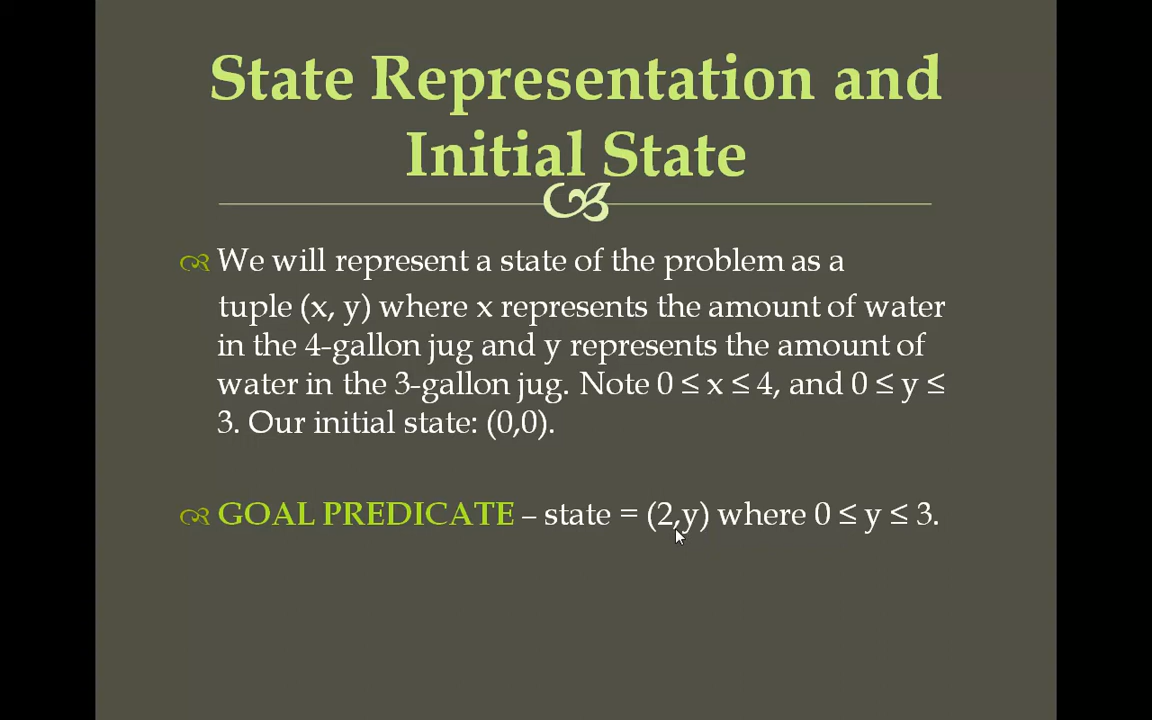 State Representation and
Initial State
We will represent a state of the problem as a
tuple (x, y) where x represents the amount of water
in the 4-gallon jug and y represents the amount of
water in the 3-gallon jug. Note 0 ≤ x ≤ 4, and 0 ≤ y ≤
3. Our initial state: (0,0).
GOAL PREDICATE – state = (2,y) where 0 ≤ y ≤ 3.